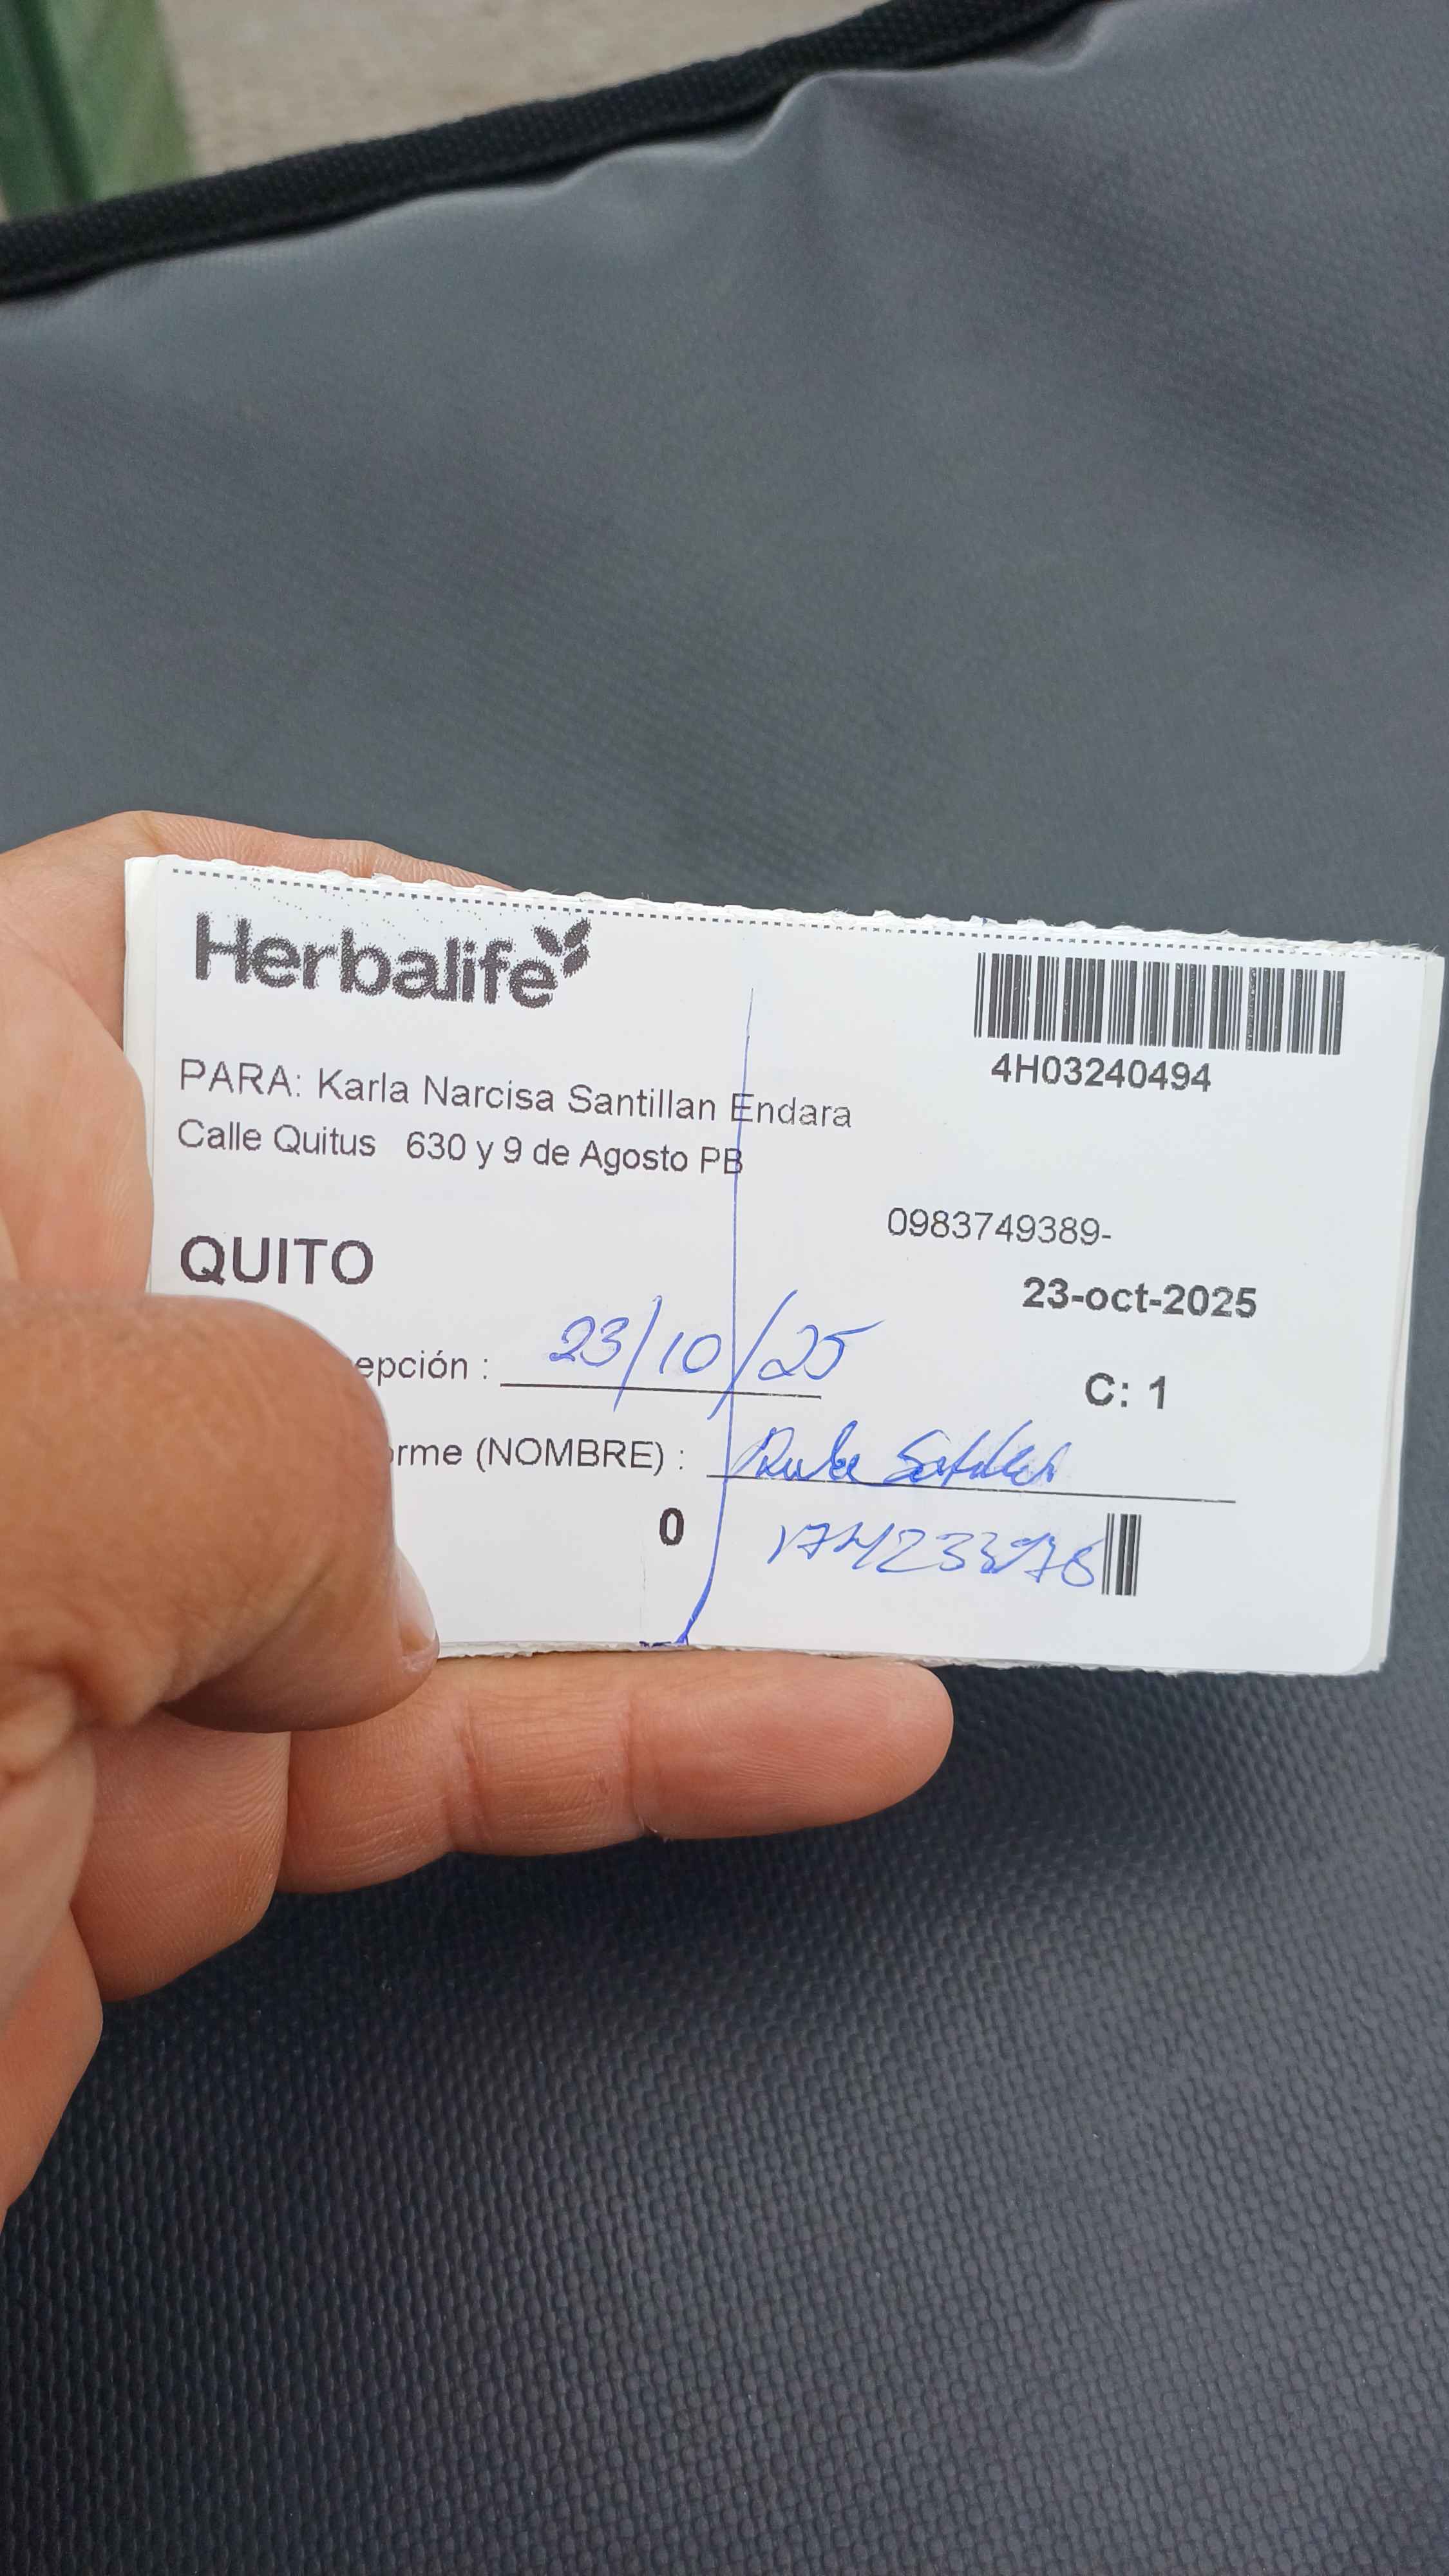 Herbalife
4H03240494
PARA: Karla Narcisa Santillan Endara
Calle Quitus 630 y 9 de Agosto PB
0983749389-
QUITO
23-oct-2025
epción : 23/10/25
C: 1
rme (NOMBRE) :
0